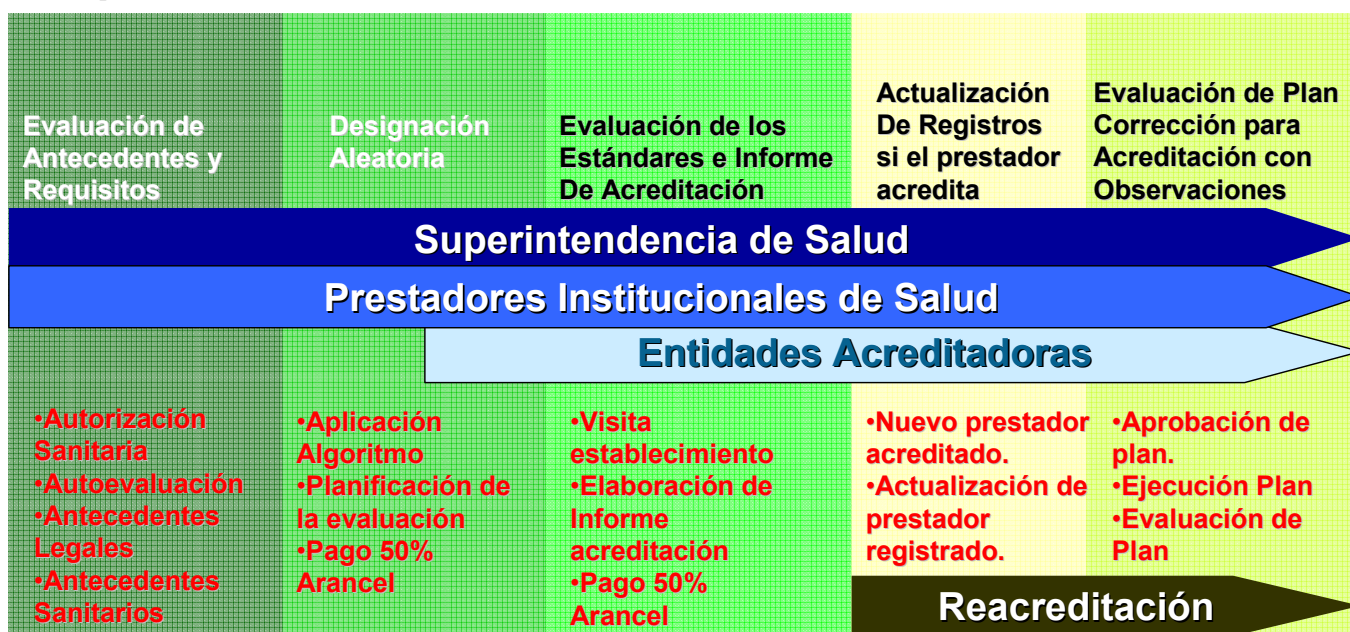 Evaluación de
Antecedentes y
Requisitos
Designación
Aleatoria
Evaluación de los
Estándares e Informe
De Acreditación
Actualización
De Registros
si el prestador
acredita
Evaluación de Plan
Corrección para
Acreditación con
Observaciones
Superintendencia de Salud
Prestadores Institucionales de Salud
Entidades Acreditadoras
•Autorización
Sanitaria
•Autoevaluación
•Antecedentes
Legales
•Antecedentes
Sanitarios
•Aplicación
Algoritmo
•Planificación de
la evaluación
•Pago 50%
Arancel
•Visita
establecimiento
•Elaboración de
Informe
acreditación
•Pago 50%
Arancel
•Nuevo prestador
acreditado.
•Actualización de
prestador
registrado.
•Aprobación de
plan.
•Ejecución Plan
•Evaluación de
Plan
Reacreditación